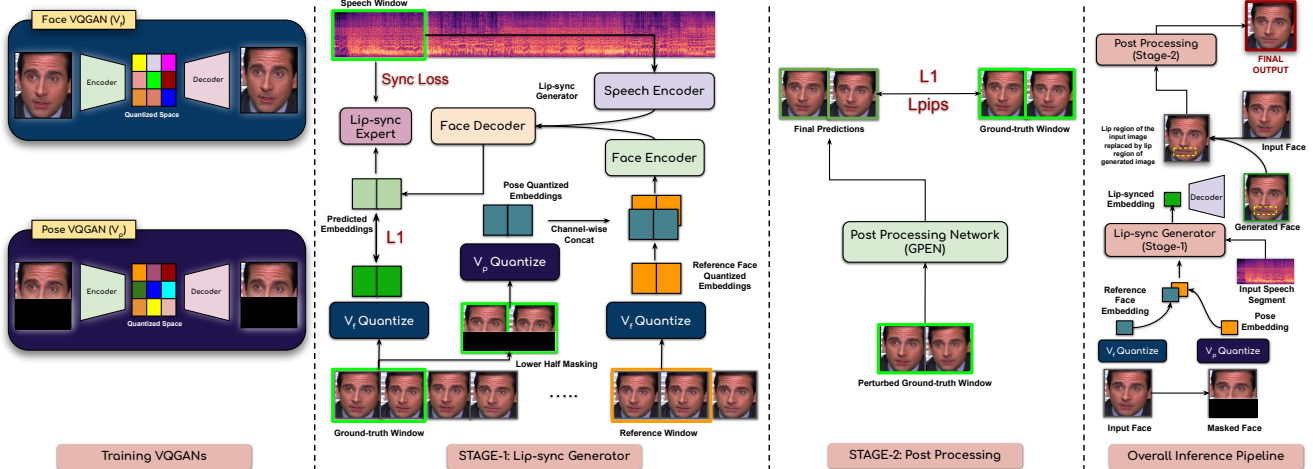 Face VQGAN (Vf)
Encoder
Decoder
Quantized Space
Pose VQGAN (Vρ)
Encoder
Decoder
Quantized Space
Training VQGANs
Speech Window
Sync Loss
Lip-sync
Generator
Speech Encoder
Lip-sync
Expert
Face Decoder
Face Encoder
Pose Quantized
Embeddings
Predicted
Embeddings
Channel-wise
Concat
L1
Vρ Quantize
Reference Face
Quantized
Embeddings
Vf Quantize
Vf Quantize
Lower Half Masking
.....
Ground-truth Window
Reference Window
STAGE-1: Lip-sync Generator
L1
Lpips
Final Predictions
Ground-truth Window
Post Processing Network
(GPEN)
Perturbed Ground-truth Window
STAGE-2: Post Processing
Post Processing
(Stage-2)
FINAL
OUTPUT
Lip region of the
input image
replaced by lip
region of
generated image
Input Face
Lip-synced
Embedding
Decoder
Generated Face
Lip-sync Generator
(Stage-1)
Input Speech
Segment
Reference Face
Embedding
Pose
Embedding
Vf Quantize
Vρ Quantize
Input Face
Masked Face
Overall Inference Pipeline